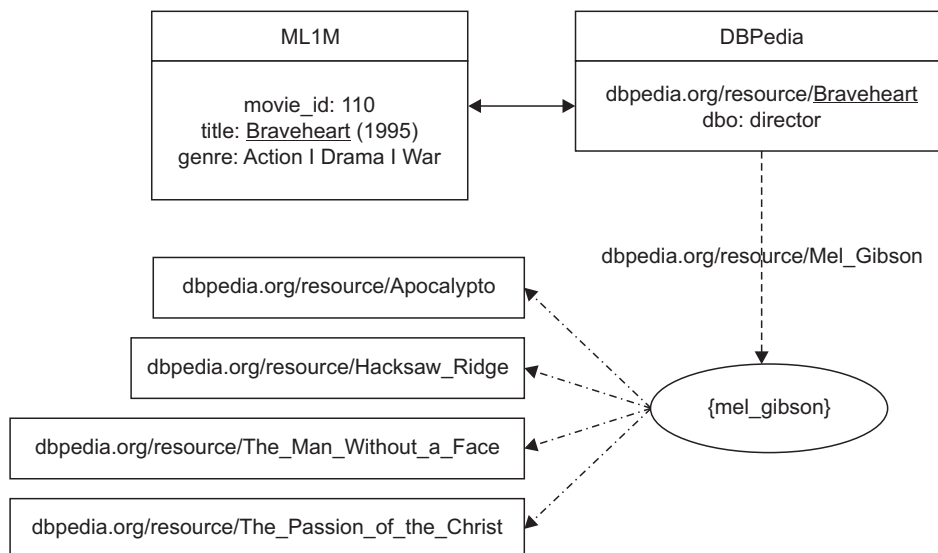 ML1M
movie_id: 110
title: Braveheart (1995)
genre: Action I Drama I War
DBPedia
dbpedia.org/resource/Braveheart
dbo: director
dbpedia.org/resource/Mel_Gibson
{mel_gibson}
dbpedia.org/resource/Apocalypto
dbpedia.org/resource/Hacksaw_Ridge
dbpedia.org/resource/The_Man_Without_a_Face
dbpedia.org/resource/The_Passion_of_the_Christ